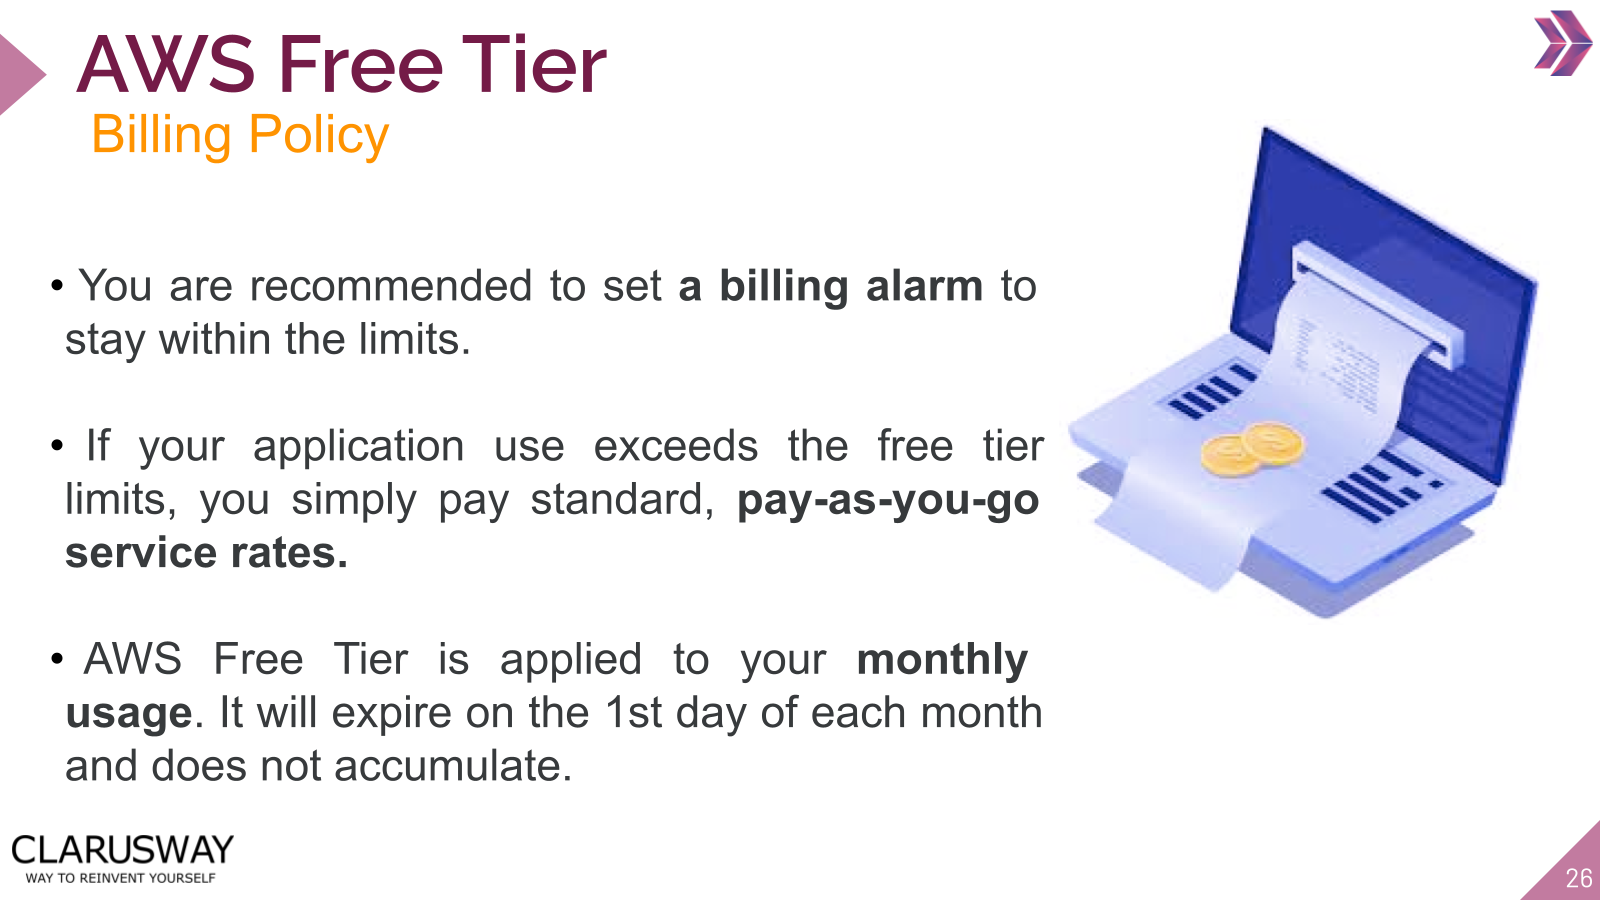 AWS Free Tier
Billing Policy
• You are recommended to set a billing alarm to
stay within the limits.
• If your application use exceeds the free tier
limits, you simply pay standard, pay-as-you-go
service rates.
• AWS Free Tier is applied to your monthly
usage. It will expire on the 1st day of each month
and does not accumulate.
CLARUSWAY
WAY TO REINVENT YOURSELF
26